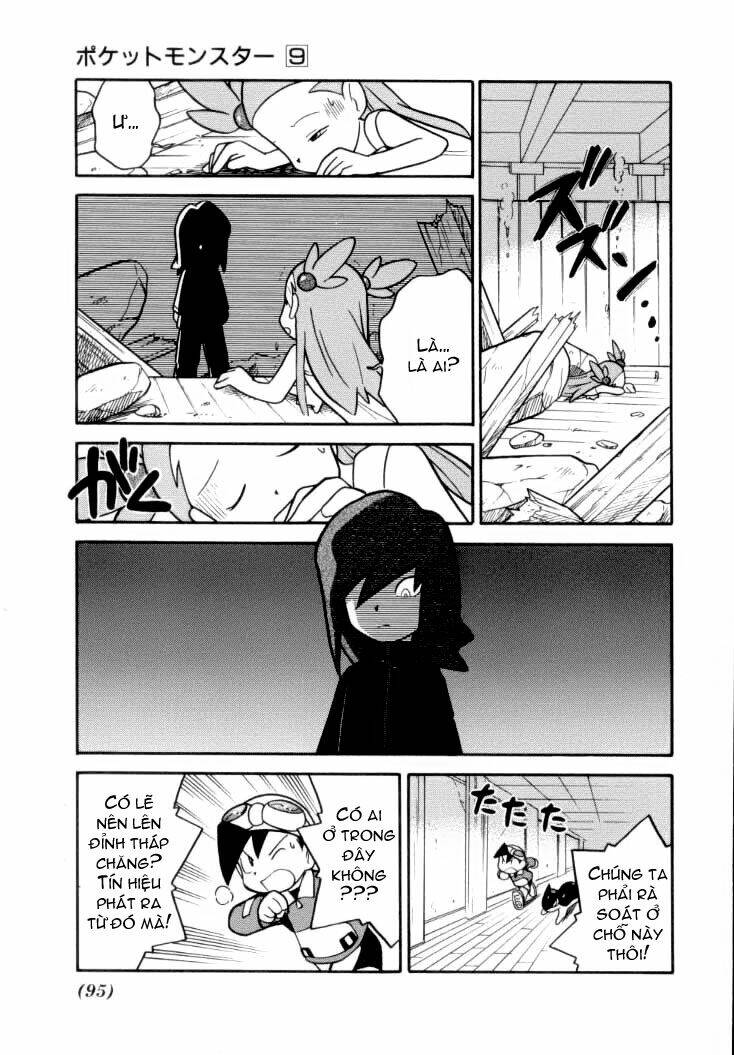 ポケットモンスター 9
ズズン…
Ư...
LÀ...
LÀ AI?
がく
たたた
CHÚNG TA
PHẢI RÀ
SOÁT Ở
CHỖ NÀY
THÔI!
CÓ AI
Ở TRONG
ĐÂY
KHÔNG
???
CÓ LẼ
NÊN LÊN
ĐỈNH THÁP
CHĂNG?
TÍN HIỆU
PHÁT RA
TỪ ĐÓ MÀ!
(95)